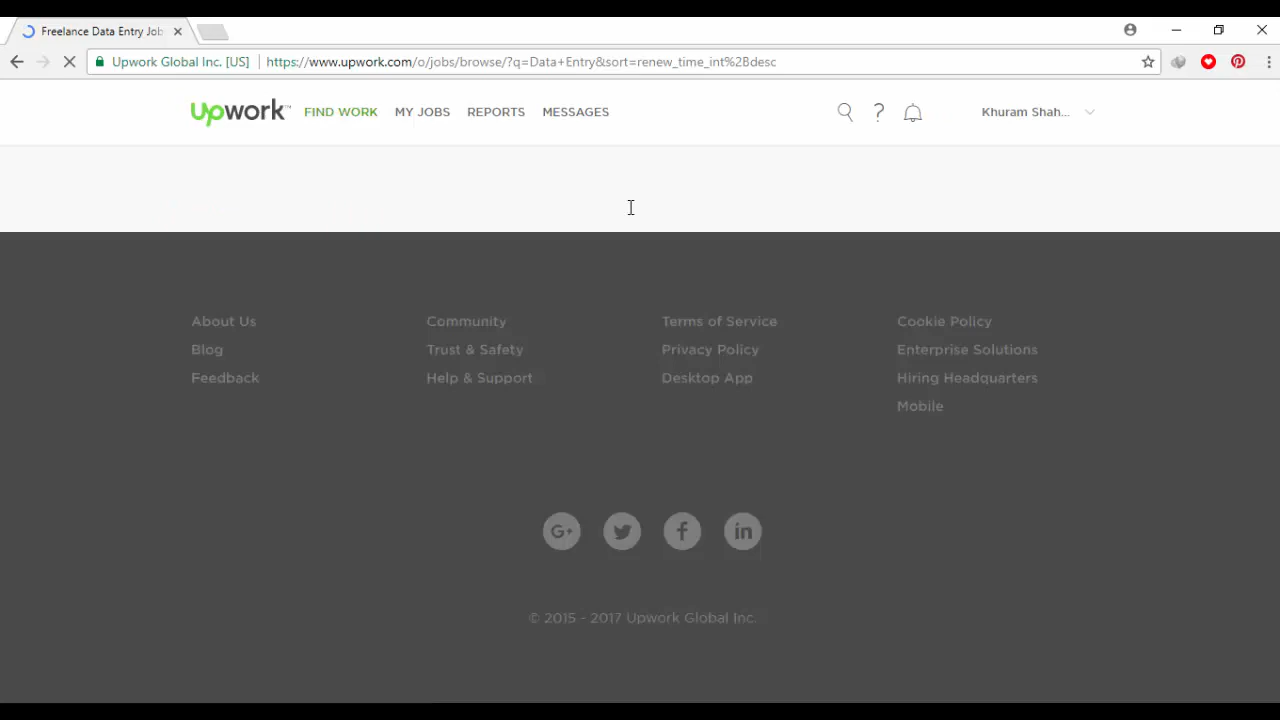 Freelance Data Entry Job
Upwork Global Inc. [US] https://www.upwork.com/o/jobs/browse/?q=Data+Entry&sort=renew_time_int%2Bdesc
Upwork FIND WORK MY JOBS REPORTS MESSAGES ? Khuram Shah...
About Us Community Terms of Service Cookie Policy
Blog Trust & Safety Privacy Policy Enterprise Solutions
Feedback Help & Support Desktop App Hiring Headquarters
Mobile
G+ f in
© 2015 - 2017 Upwork Global Inc.